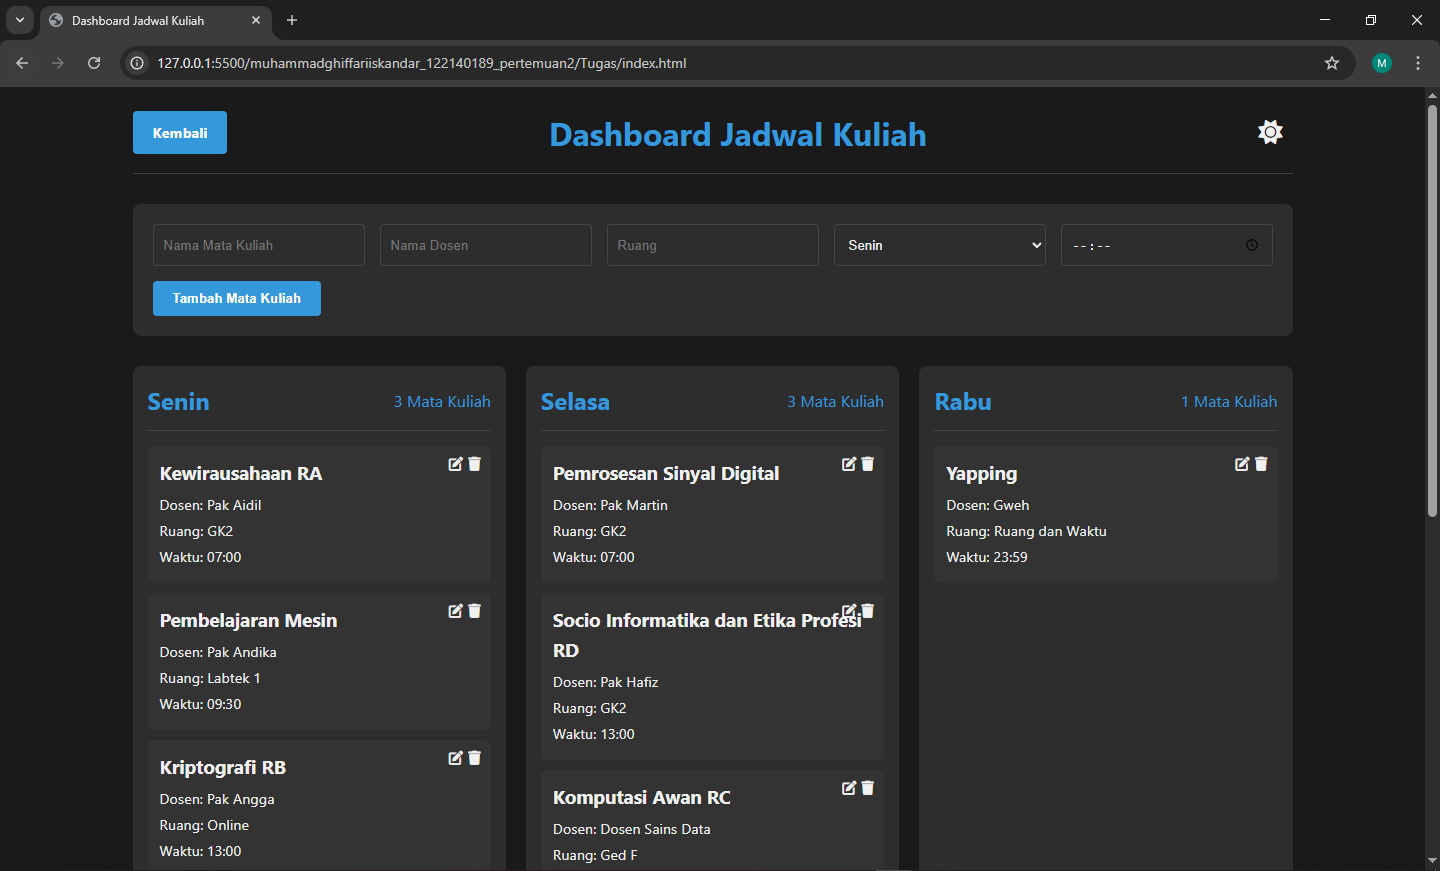 Dashboard Jadwal Kuliah
127.0.0.1:5500/muhammadghiffariiskandar_122140189_pertemuan2/Tugas/index.html
M
Kembali
Dashboard Jadwal Kuliah
Nama Mata Kuliah
Nama Dosen
Ruang
Senin
--:--
Tambah Mata Kuliah
Senin
3 Mata Kuliah
Kewirausahaan RA
Dosen: Pak Aidil
Ruang: GK2
Waktu: 07:00
Pembelajaran Mesin
Dosen: Pak Andika
Ruang: Labtek 1
Waktu: 09:30
Kriptografi RB
Dosen: Pak Angga
Ruang: Online
Waktu: 13:00
Selasa
3 Mata Kuliah
Pemrosesan Sinyal Digital
Dosen: Pak Martin
Ruang: GK2
Waktu: 07:00
Socio Informatika dan Etika Profesi
RD
Dosen: Pak Hafiz
Ruang: GK2
Waktu: 13:00
Komputasi Awan RC
Dosen: Dosen Sains Data
Ruang: Ged F
Rabu
1 Mata Kuliah
Yapping
Dosen: Gweh
Ruang: Ruang dan Waktu
Waktu: 23:59